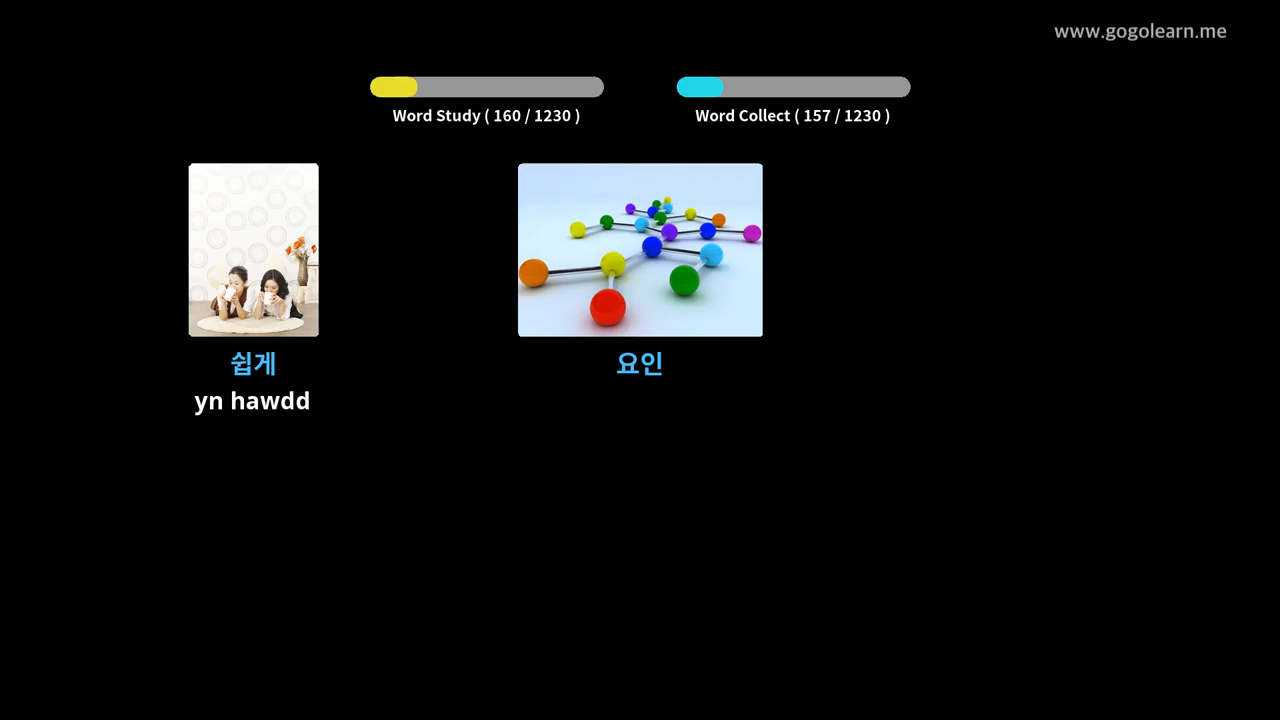 www.gogolearn.me
Word Study ( 160 / 1230 )
Word Collect ( 157 / 1230 )
쉽게
yn hawdd
요인